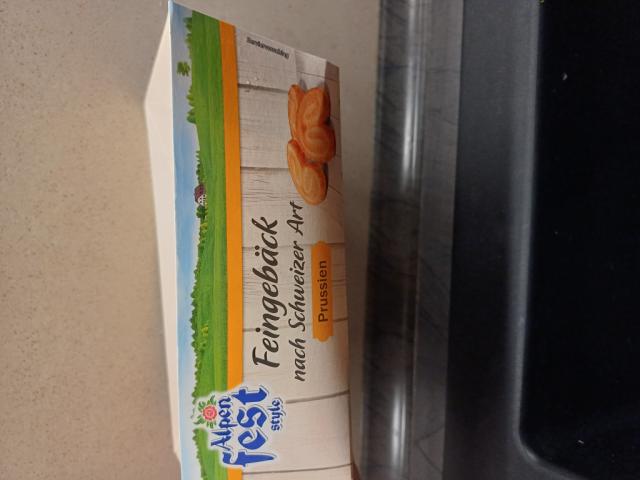 Alpen
fest
style
Feingebäck
nach Schweizer Art
Prussien